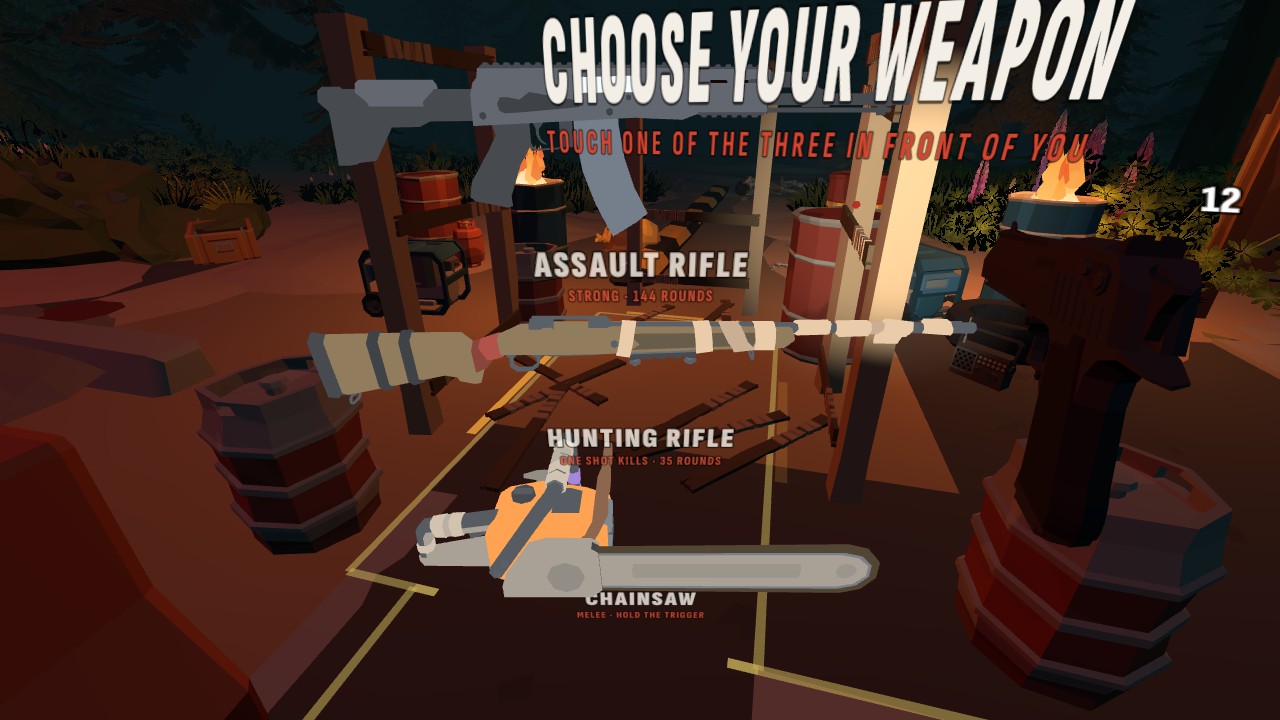 CHOOSE YOUR WEAPON
TOUCH ONE OF THE THREE IN FRONT OF YOU
12
ASSAULT RIFLE
STRONG · 144 ROUNDS
HUNTING RIFLE
ONE SHOT KILLS · 35 ROUNDS
CHAINSAW
MELEE · HOLD THE TRIGGER